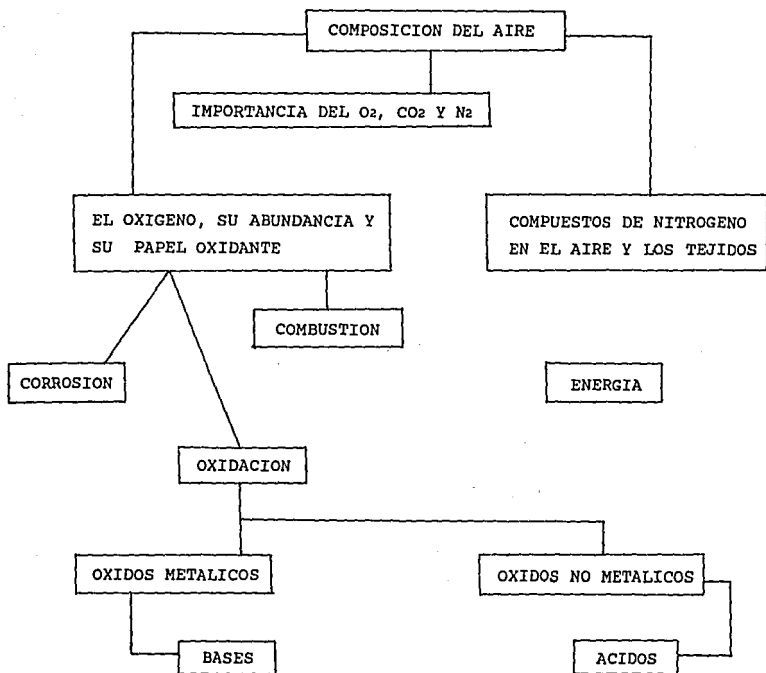 COMPOSICION DEL AIRE
IMPORTANCIA DEL O2, CO2 Y N2
EL OXIGENO, SU ABUNDANCIA Y
SU PAPEL OXIDANTE
COMPUESTOS DE NITROGENO
EN EL AIRE Y LOS TEJIDOS
COMBUSTION
CORROSION
ENERGIA
OXIDACION
OXIDOS METALICOS
OXIDOS NO METALICOS
BASES
ACIDOS